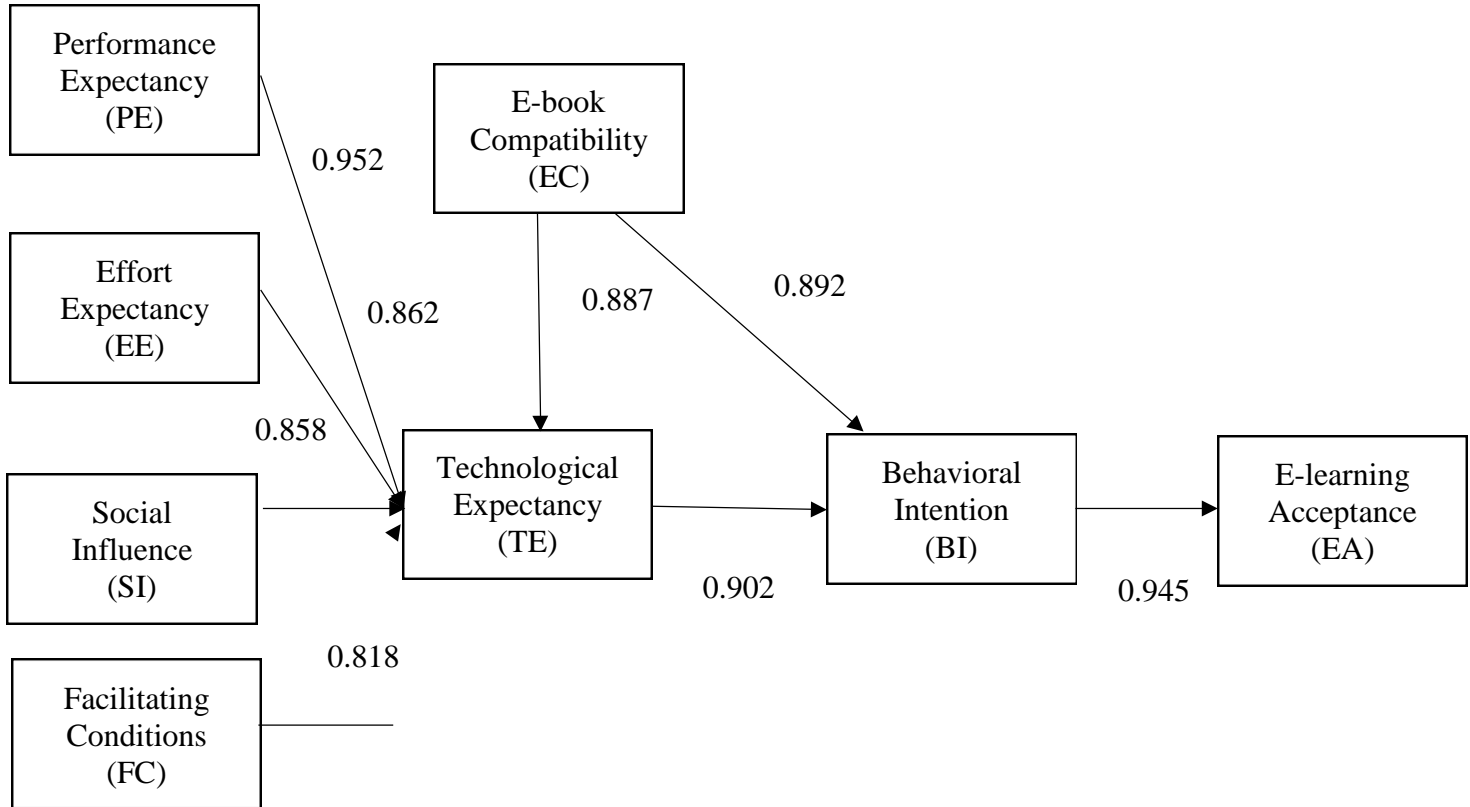 Performance
Expectancy
(PE)
E-book
Compatibility
(EC)
0.952
Effort
Expectancy
(EE)
0.862
0.887
0.892
0.858
Social
Influence
(SI)
Technological
Expectancy
(TE)
Behavioral
Intention
(BI)
E-learning
Acceptance
(EA)
0.902
0.945
0.818
Facilitating
Conditions
(FC)